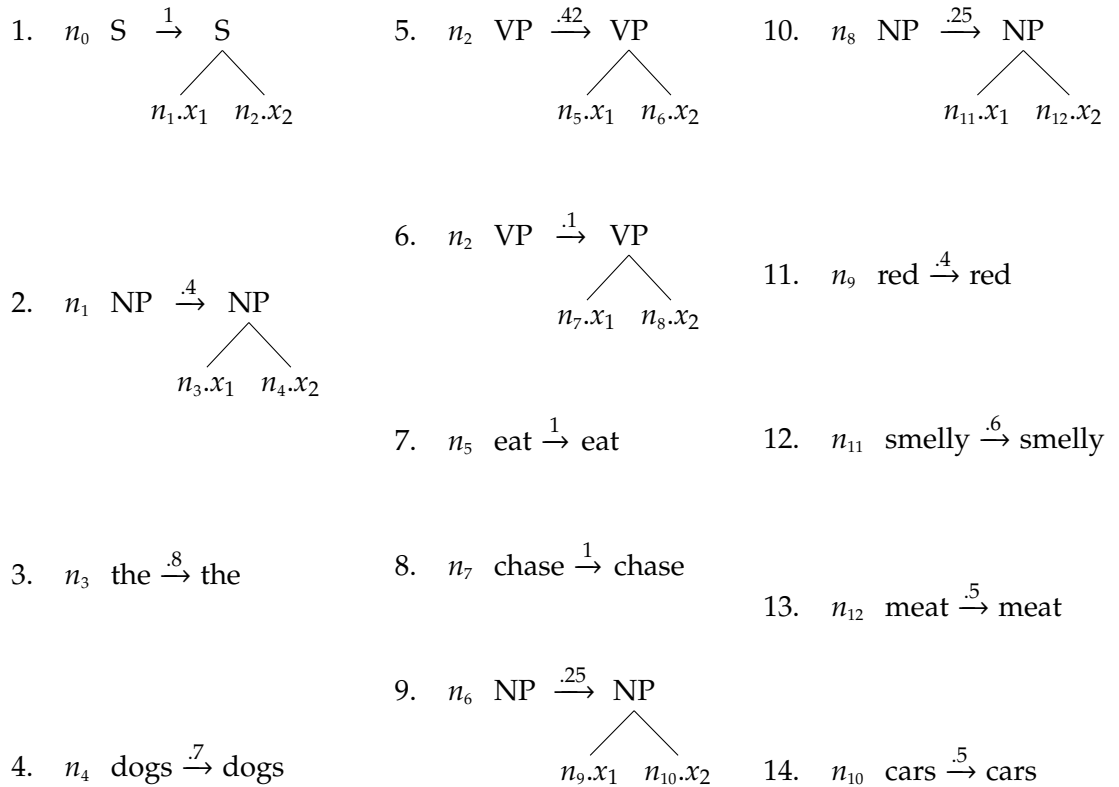 1. n₀ S →¹ S
n₁.x₁ n₂.x₂
2. n₁ NP →.4 NP
n₃.x₁ n₄.x₂
3. n₃ the →.8 the
4. n₄ dogs →.7 dogs
5. n₂ VP →.42 VP
n₅.x₁ n₆.x₂
6. n₂ VP →.1 VP
n₇.x₁ n₈.x₂
7. n₅ eat →¹ eat
8. n₇ chase →¹ chase
9. n₆ NP →.25 NP
n₉.x₁ n₁₀.x₂
10. n₈ NP →.25 NP
n₁₁.x₁ n₁₂.x₂
11. n₉ red →.4 red
12. n₁₁ smelly →.6 smelly
13. n₁₂ meat →.5 meat
14. n₁₀ cars →.5 cars